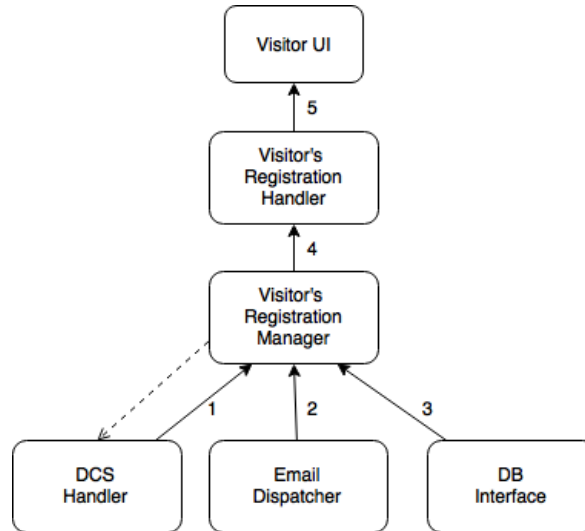 Visitor UI
5
Visitor's
Registration
Handler
4
Visitor's
Registration
Manager
1
2
3
DCS
Handler
Email
Dispatcher
DB
Interface